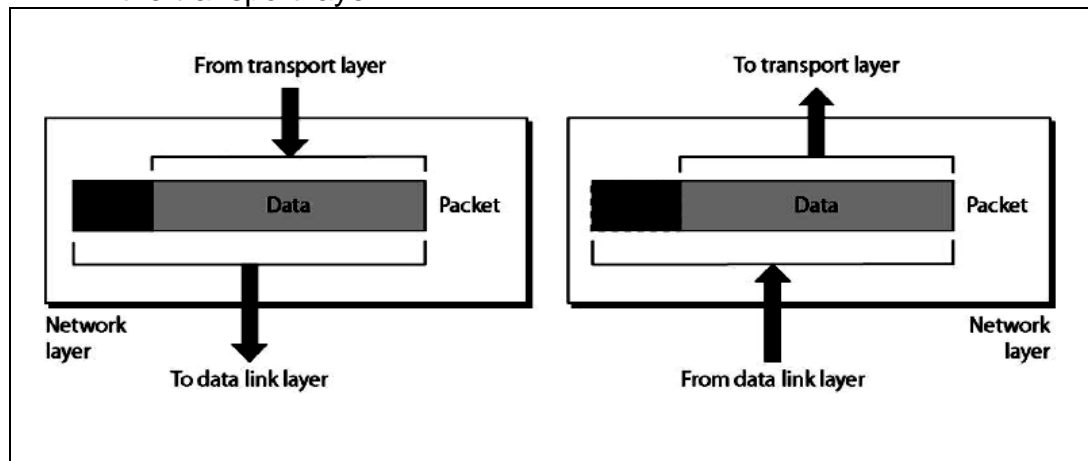 From transport layer
To transport layer
Data
Packet
Data
Packet
Network
layer
To data link layer
From data link layer
Network
layer